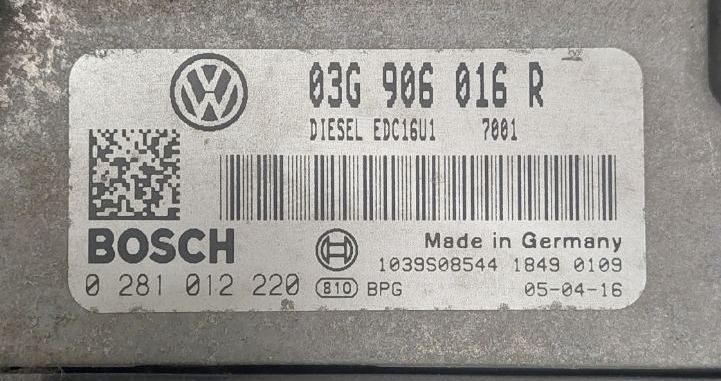 03G 906 016 R
DIESEL EDC16U1 7001
BOSCH
Made in Germany
1039S08544 1849 0109
0 281 012 220 810 BPG 05-04-16